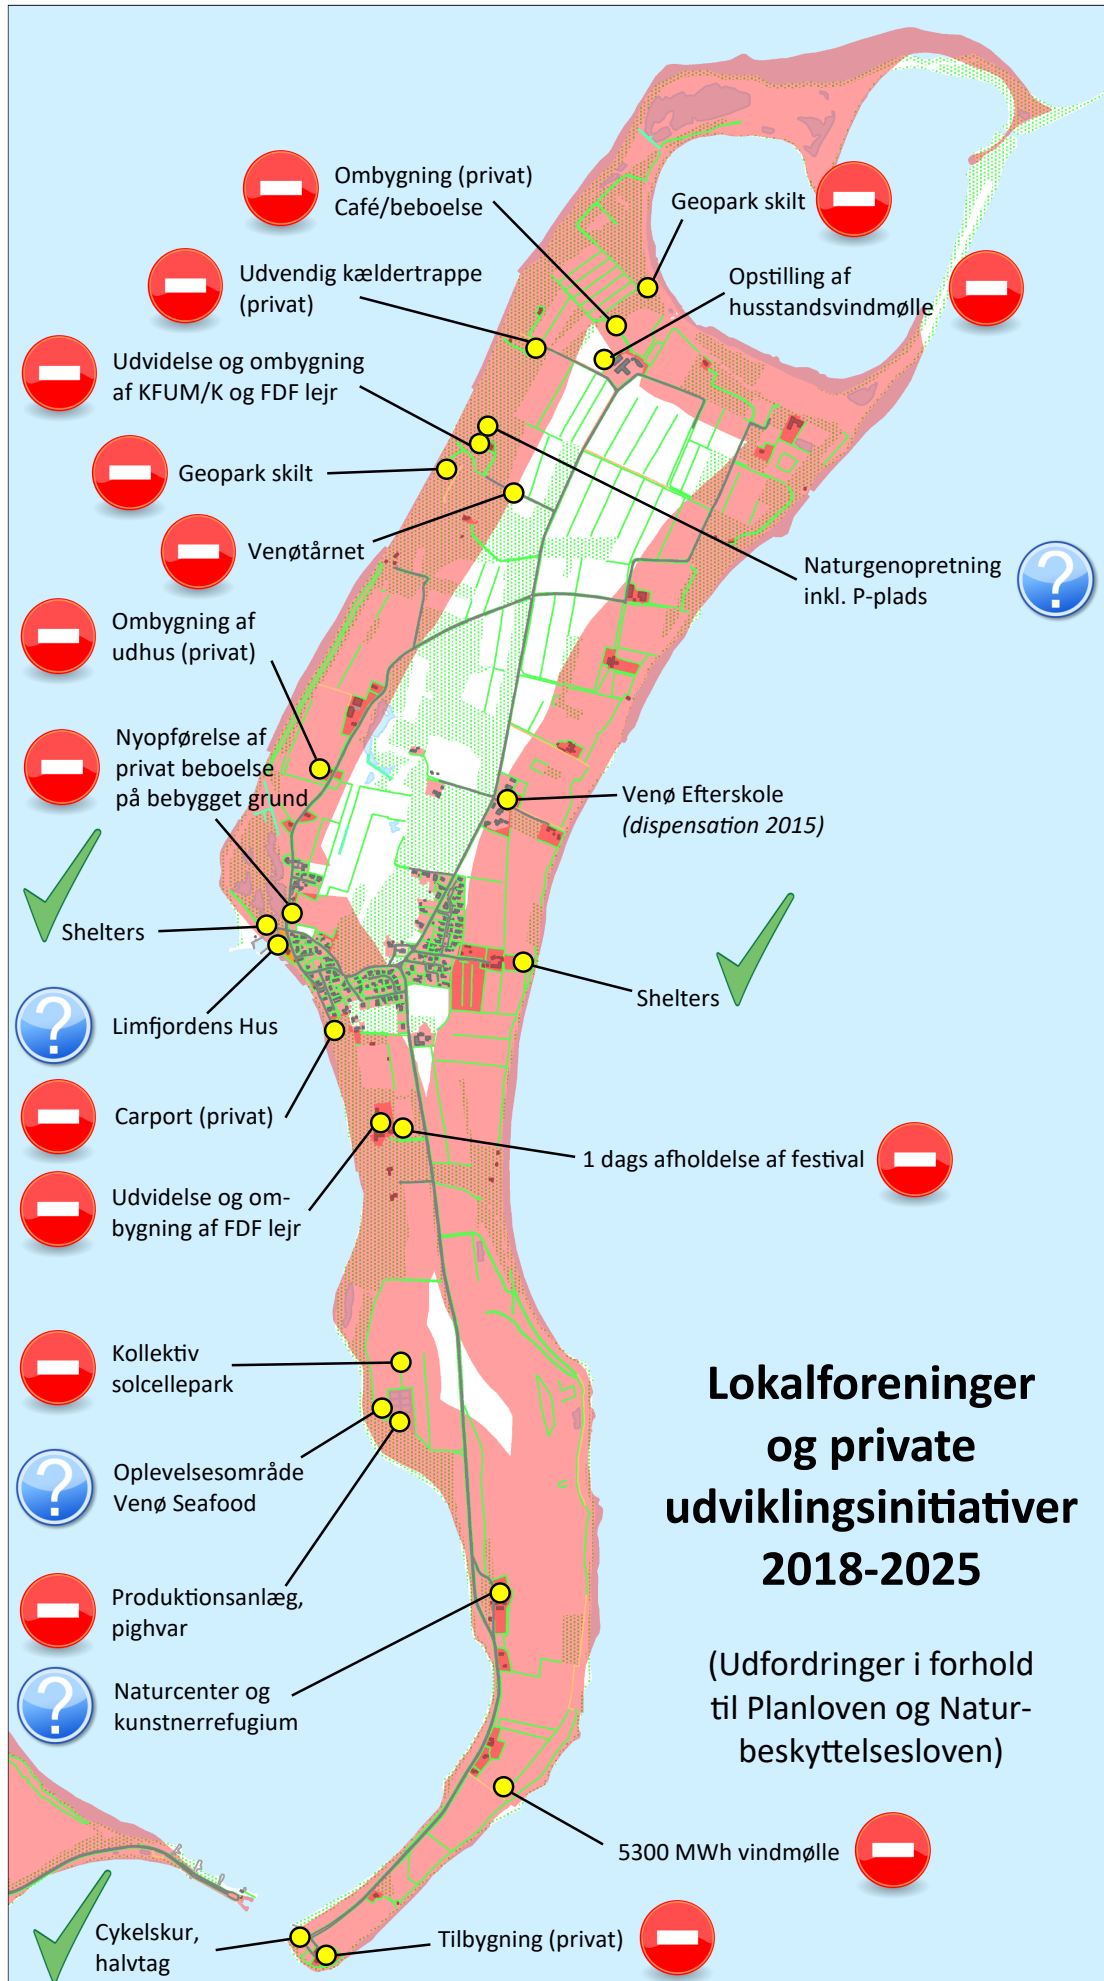 Ombygning (privat)
Café/beboelse
Geopark skilt
Udvendig kældertrappe
(privat)
Opstilling af
husstandsvindmølle
Udvidelse og ombygning
af KFUM/K og FDF lejr
Geopark skilt
Venøtårnet
Naturgenopretning
inkl. P-plads
Ombygning af
udhus (privat)
Nyopførelse af
privat beboelse
på bebygget grund
Venø Efterskole
(dispensation 2015)
Shelters
Shelters
Limfjordens Hus
Carport (privat)
1 dags afholdelse af festival
Udvidelse og om-
bygning af FDF lejr
Kollektiv
solcellepark
Oplevelsesområde
Venø Seafood
Produktionsanlæg,
pighvar
Naturcenter og
kunstnerrefugium
Lokalforeninger
og private
udviklingsinitiativer
2018-2025
(Udfordringer i forhold
til Planloven og Natur-
beskyttelsesloven)
5300 MWh vindmølle
Cykelskur,
halvtag
Tilbygning (privat)